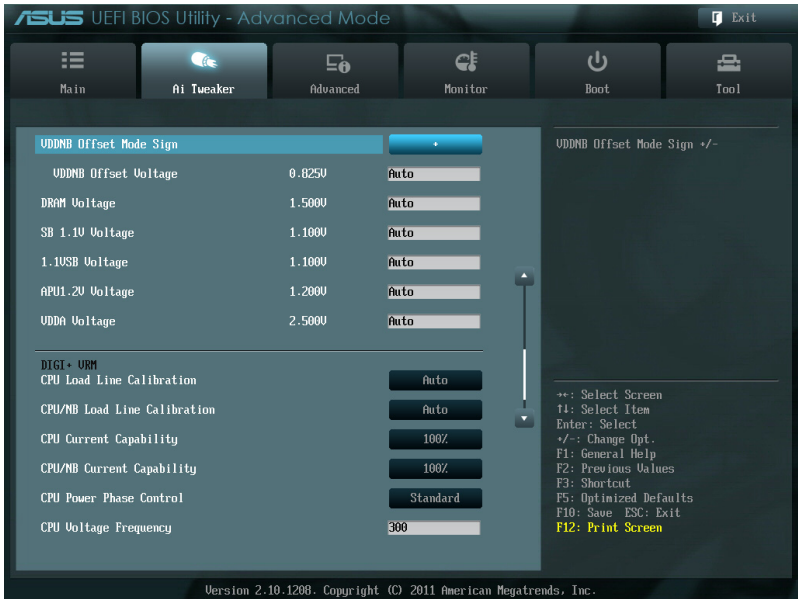 ASUS UEFI BIOS Utility - Advanced Mode
Exit
Main
Ai Tweaker
Advanced
Monitor
Boot
Tool
VDDNB Offset Mode Sign +
VDDNB Offset Voltage 0.825V Auto
DRAM Voltage 1.500V Auto
SB 1.1V Voltage 1.100V Auto
1.1VSB Voltage 1.100V Auto
APU1.2V Voltage 1.200V Auto
VDDA Voltage 2.500V Auto
DIGI+ VRM
CPU Load Line Calibration Auto
CPU/NB Load Line Calibration Auto
CPU Current Capability 100%
CPU/NB Current Capability 100%
CPU Power Phase Control Standard
CPU Voltage Frequency 300
VDDNB Offset Mode Sign +/-
→←: Select Screen
↑↓: Select Item
Enter: Select
+/-: Change Opt.
F1: General Help
F2: Previous Values
F3: Shortcut
F5: Optimized Defaults
F10: Save ESC: Exit
F12: Print Screen
Version 2.10.1208. Copyright (C) 2011 American Megatrends, Inc.